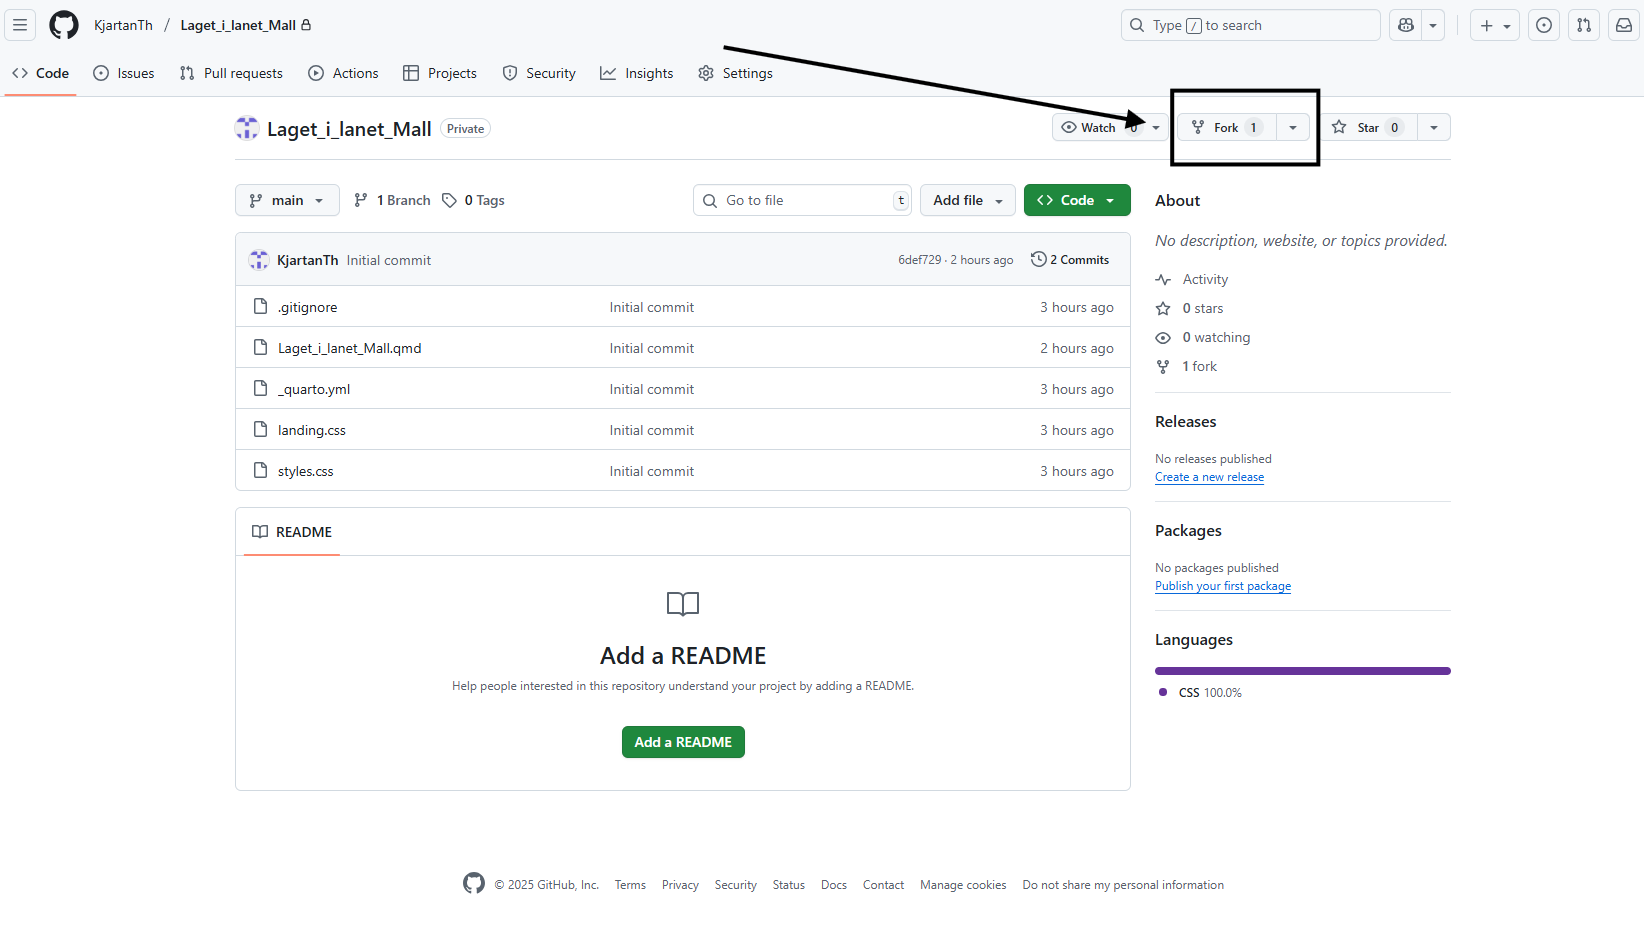 KjartanTh / Laget_i_lanet_Mall
Type / to search
Code Issues Pull requests Actions Projects Security Insights Settings
Laget_i_lanet_Mall Private
Watch 0 Fork 1 Star 0
main 1 Branch 0 Tags Go to file t Add file Code
KjartanTh Initial commit 6def729 · 2 hours ago 2 Commits
.gitignore Initial commit 3 hours ago
Laget_i_lanet_Mall.qmd Initial commit 2 hours ago
_quarto.yml Initial commit 3 hours ago
landing.css Initial commit 3 hours ago
styles.css Initial commit 3 hours ago
README
Add a README
Help people interested in this repository understand your project by adding a README.
Add a README
About
No description, website, or topics provided.
Activity
0 stars
0 watching
1 fork
Releases
No releases published
Create a new release
Packages
No packages published
Publish your first package
Languages
CSS 100.0%
© 2025 GitHub, Inc. Terms Privacy Security Status Docs Contact Manage cookies Do not share my personal information